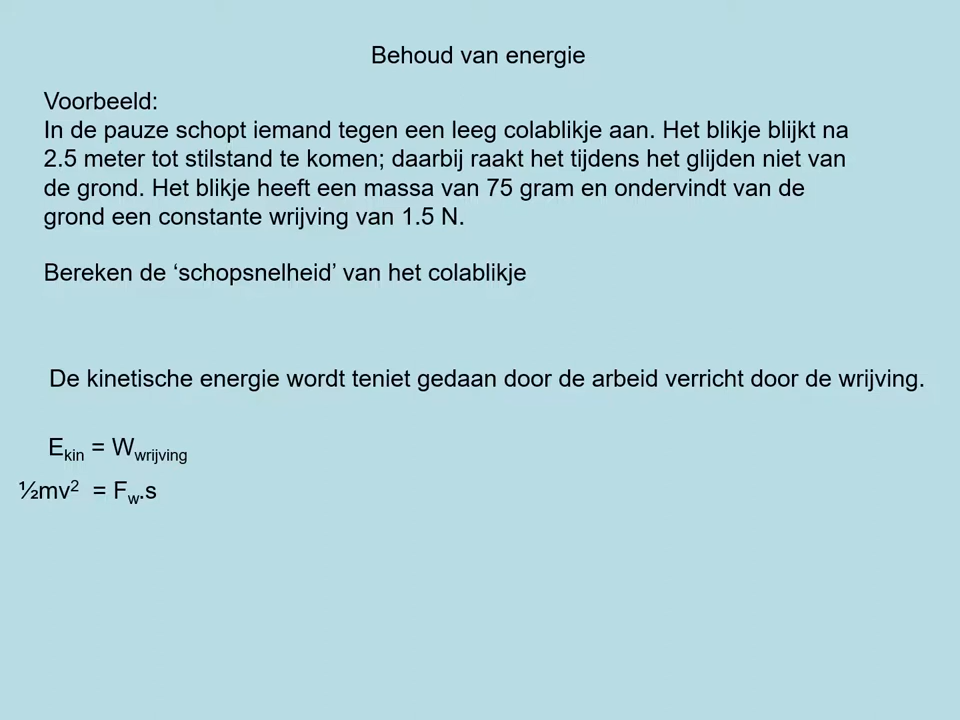 Behoud van energie
Voorbeeld:
In de pauze schopt iemand tegen een leeg colablikje aan. Het blikje blijkt na
2.5 meter tot stilstand te komen; daarbij raakt het tijdens het glijden niet van
de grond. Het blikje heeft een massa van 75 gram en ondervindt van de
grond een constante wrijving van 1.5 N.
Bereken de ‘schopsnelheid’ van het colablikje
De kinetische energie wordt teniet gedaan door de arbeid verricht door de wrijving.
E_kin = W_wrijving
½mv² = F_w.s